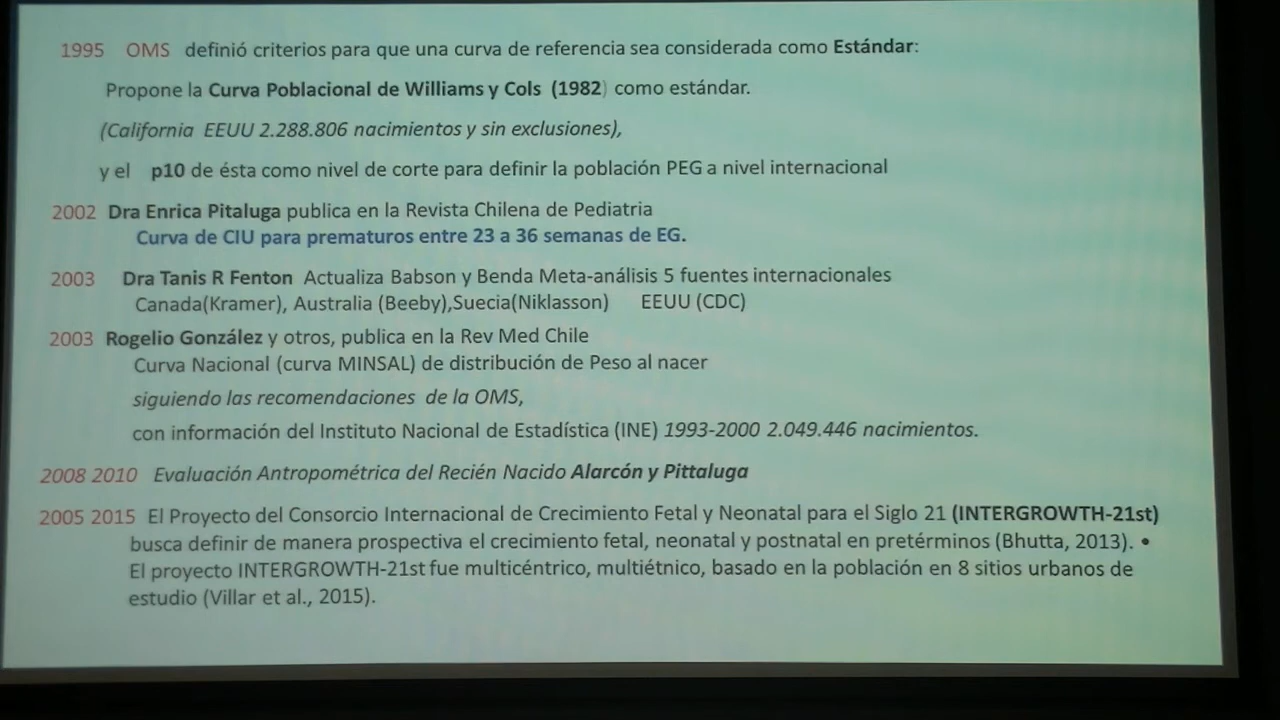 1995 OMS definió criterios para que una curva de referencia sea considerada como Estándar:
Propone la Curva Poblacional de Williams y Cols (1982) como estándar.
(California EEUU 2.288.806 nacimientos y sin exclusiones),
y el p10 de ésta como nivel de corte para definir la población PEG a nivel internacional
2002 Dra Enrica Pitaluga publica en la Revista Chilena de Pediatria
Curva de CIU para prematuros entre 23 a 36 semanas de EG.
2003 Dra Tanis R Fenton Actualiza Babson y Benda Meta-análisis 5 fuentes internacionales
Canada(Kramer), Australia (Beeby),Suecia(Niklasson) EEUU (CDC)
2003 Rogelio González y otros, publica en la Rev Med Chile
Curva Nacional (curva MINSAL) de distribución de Peso al nacer
siguiendo las recomendaciones de la OMS,
con información del Instituto Nacional de Estadística (INE) 1993-2000 2.049.446 nacimientos.
2008 2010 Evaluación Antropométrica del Recién Nacido Alarcón y Pittaluga
2005 2015 El Proyecto del Consorcio Internacional de Crecimiento Fetal y Neonatal para el Siglo 21 (INTERGROWTH-21st)
busca definir de manera prospectiva el crecimiento fetal, neonatal y postnatal en pretérminos (Bhutta, 2013). •
El proyecto INTERGROWTH-21st fue multicéntrico, multiétnico, basado en la población en 8 sitios urbanos de
estudio (Villar et al., 2015).